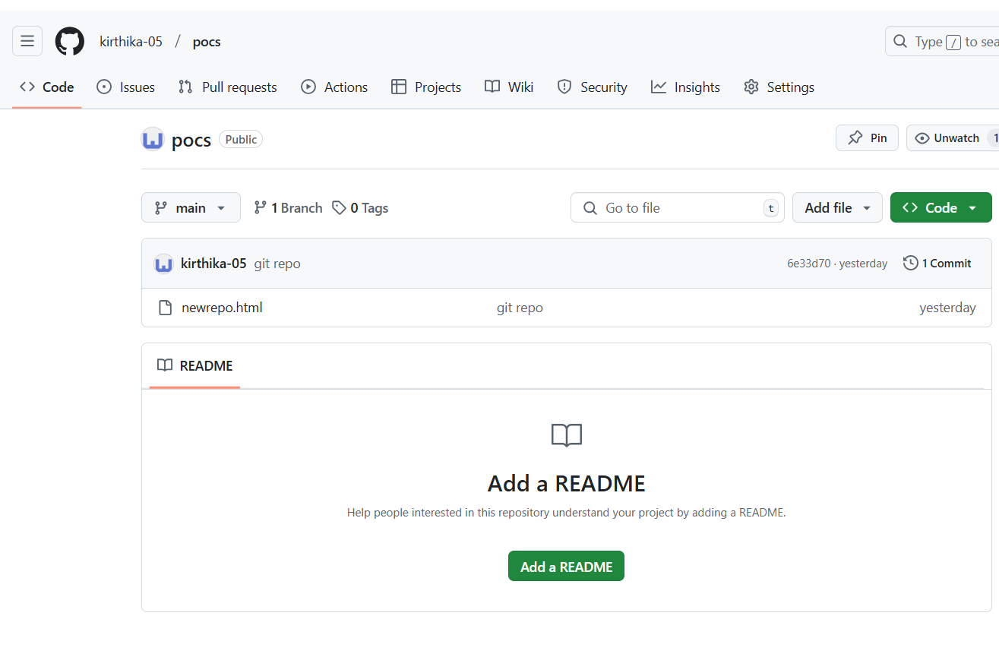 kirthika-05 / pocs
Type / to sea
Code Issues Pull requests Actions Projects Wiki Security Insights Settings
pocs Public
Pin Unwatch 1
main 1 Branch 0 Tags Go to file t Add file Code
kirthika-05 git repo 6e33d70 · yesterday 1 Commit
newrepo.html git repo yesterday
README
Add a README
Help people interested in this repository understand your project by adding a README.
Add a README